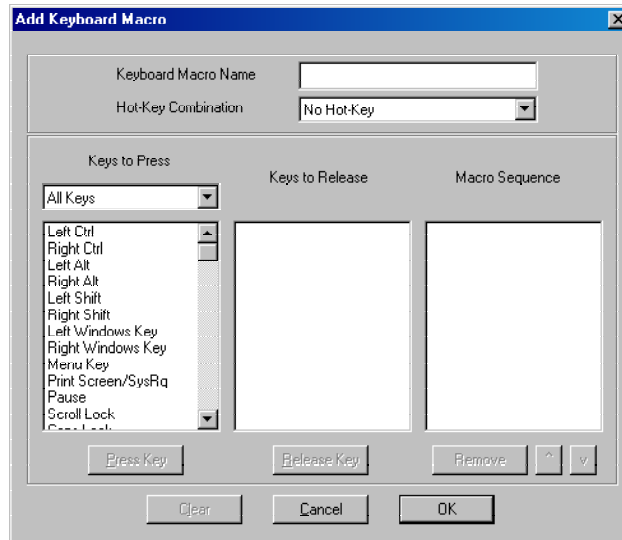 Add Keyboard Macro
Keyboard Macro Name
Hot-Key Combination
No Hot-Key
Keys to Press
Keys to Release
Macro Sequence
All Keys
Left Ctrl
Right Ctrl
Left Alt
Right Alt
Left Shift
Right Shift
Left Windows Key
Right Windows Key
Menu Key
Print Screen/SysRq
Pause
Scroll Lock
Press Key
Release Key
Remove
^
v
Clear
Cancel
OK